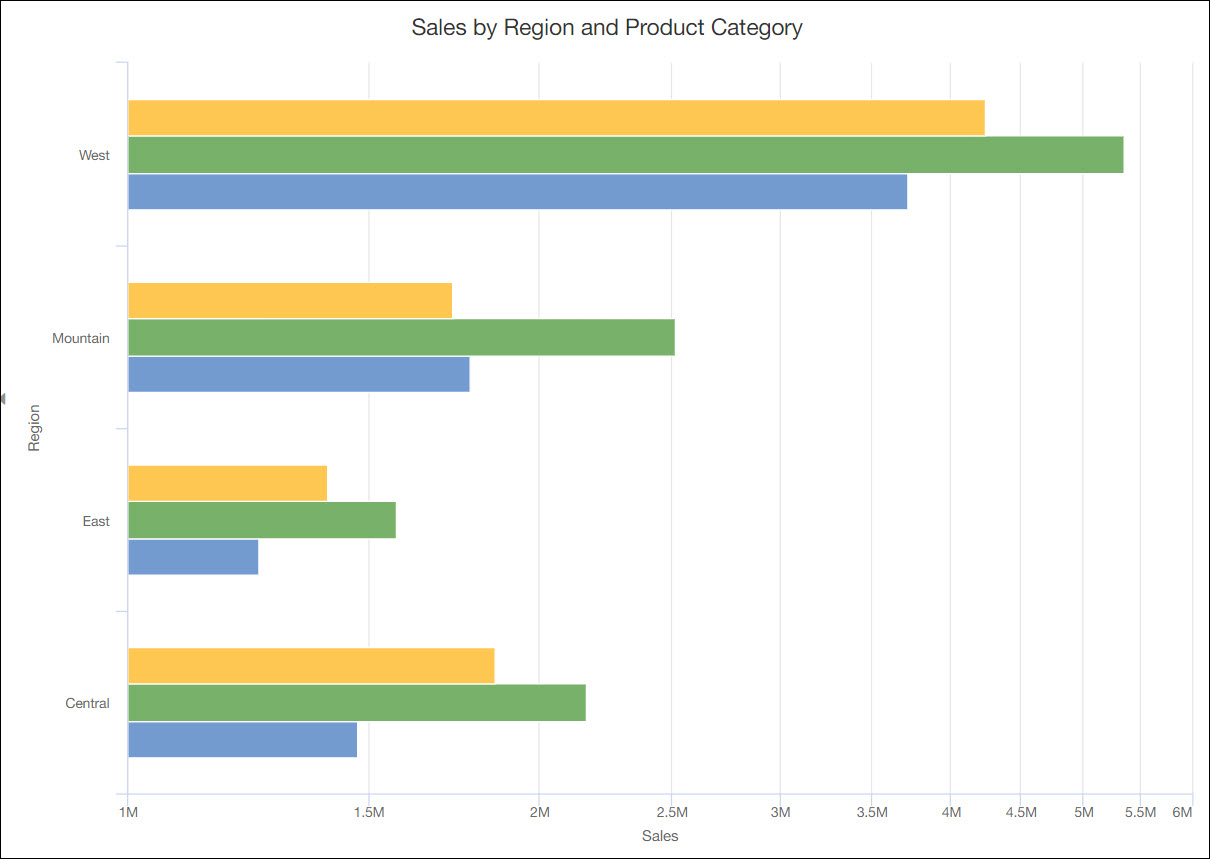 Sales by Region and Product Category
West
Mountain
Region
East
Central
1M 1.5M 2M 2.5M 3M 3.5M 4M 4.5M 5M 5.5M 6M
Sales